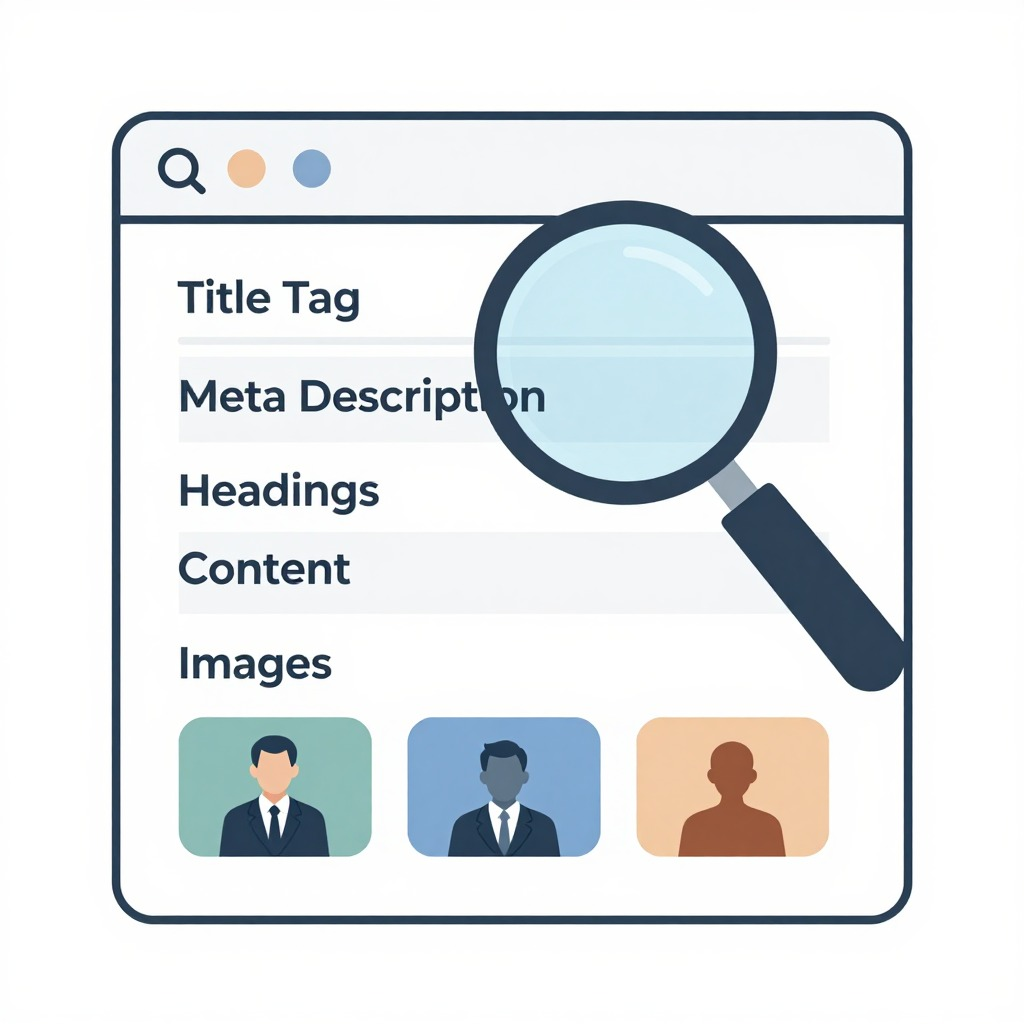 Title Tag
Meta Description
Headings
Content
Images